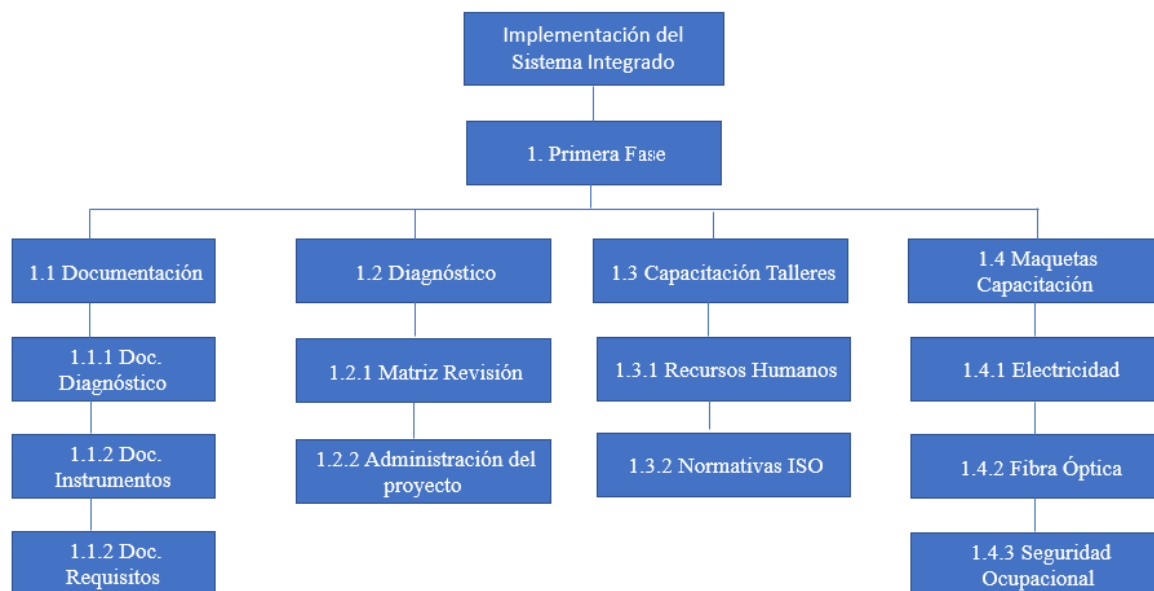 Implementación del
Sistema Integrado
1. Primera Fase
1.1 Documentación
1.2 Diagnóstico
1.3 Capacitación Talleres
1.4 Maquetas
Capacitación
1.1.1 Doc.
Diagnóstico
1.2.1 Matriz Revisión
1.3.1 Recursos Humanos
1.4.1 Electricidad
1.1.2 Doc.
Instrumentos
1.2.2 Administración del
proyecto
1.3.2 Normativas ISO
1.4.2 Fibra Óptica
1.1.2 Doc.
Requisitos
1.4.3 Seguridad
Ocupacional